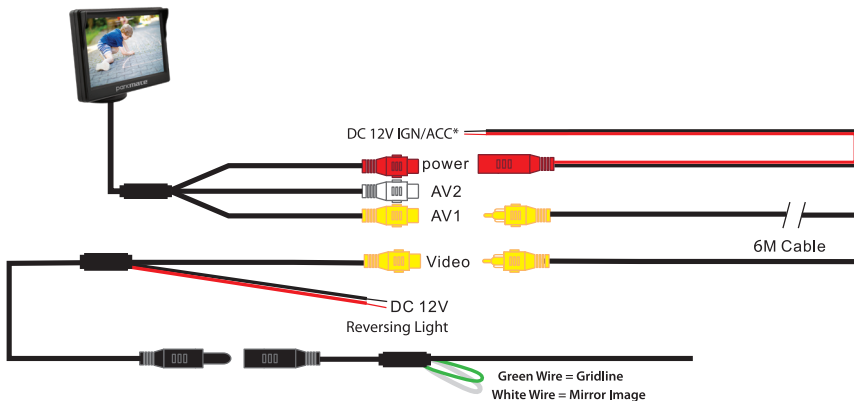 parkmate
DC 12V IGN/ACC*
power
AV2
AV1
6M Cable
Video
DC 12V
Reversing Light
Green Wire = Gridline
White Wire = Mirror Image